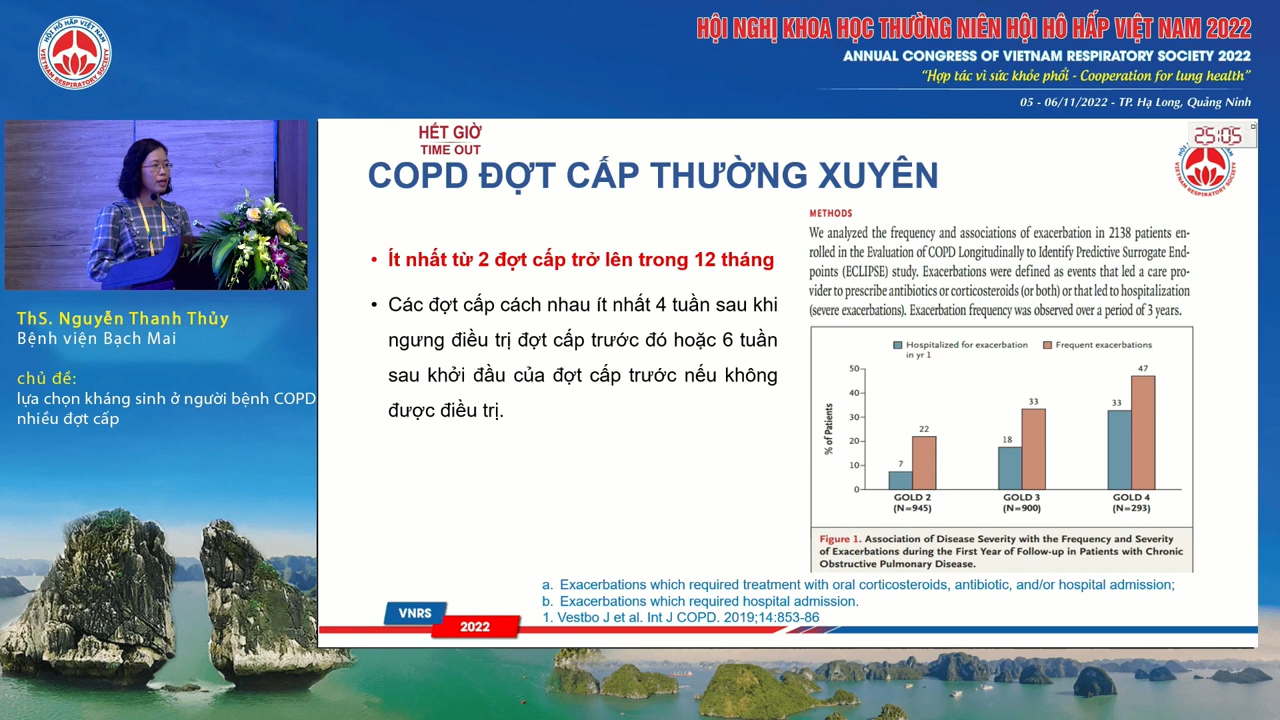 HỘI HÔ HẤP VIỆT NAM
VIETNAM RESPIRATORY SOCIETY
HỘI NGHỊ KHOA HỌC THƯỜNG NIÊN HỘI HÔ HẤP VIỆT NAM 2022
ANNUAL CONGRESS OF VIETNAM RESPIRATORY SOCIETY 2022
“Hợp tác vì sức khỏe phổi - Cooperation for lung health”
05 - 06/11/2022 - TP. Hạ Long, Quảng Ninh
ThS. Nguyễn Thanh Thủy
Bệnh viện Bạch Mai
chủ đề:
lựa chọn kháng sinh ở người bệnh COPD
nhiều đợt cấp
HẾT GIỜ
TIME OUT
25:05
COPD ĐỢT CẤP THƯỜNG XUYÊN
• Ít nhất từ 2 đợt cấp trở lên trong 12 tháng
• Các đợt cấp cách nhau ít nhất 4 tuần sau khi
ngưng điều trị đợt cấp trước đó hoặc 6 tuần
sau khởi đầu của đợt cấp trước nếu không
được điều trị.
METHODS
We analyzed the frequency and associations of exacerbation in 2138 patients en-
rolled in the Evaluation of COPD Longitudinally to Identify Predictive Surrogate End-
points (ECLIPSE) study. Exacerbations were defined as events that led a care pro-
vider to prescribe antibiotics or corticosteroids (or both) or that led to hospitalization
(severe exacerbations). Exacerbation frequency was observed over a period of 3 years.
Hospitalized for exacerbation
in yr 1
Frequent exacerbations
% of Patients
50
40
30
20
10
0
7
22
18
33
33
47
GOLD 2
(N=945)
GOLD 3
(N=900)
GOLD 4
(N=293)
Figure 1. Association of Disease Severity with the Frequency and Severity
of Exacerbations during the First Year of Follow-up in Patients with Chronic
Obstructive Pulmonary Disease.
a. Exacerbations which required treatment with oral corticosteroids, antibiotic, and/or hospital admission;
b. Exacerbations which required hospital admission.
1. Vestbo J et al. Int J COPD. 2019;14:853-86
VNRS
2022